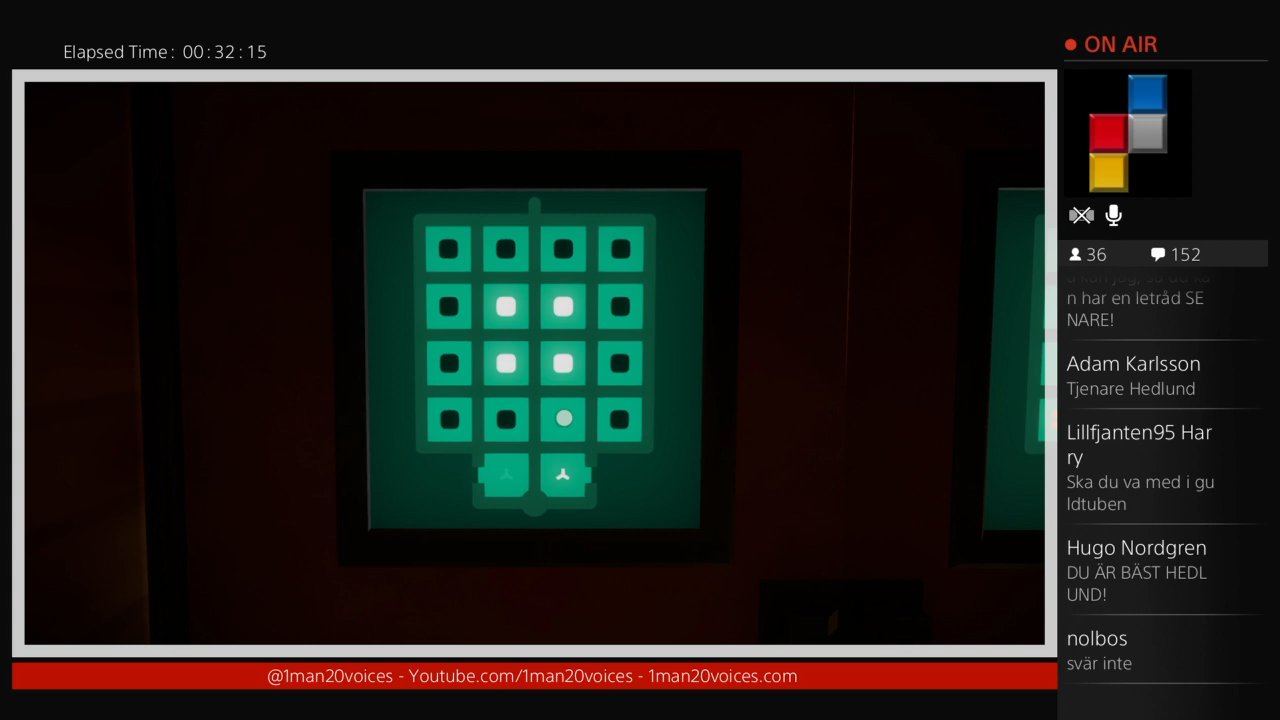 Elapsed Time: 00:32:15
ON AIR
36 152
n har en letråd SE
NARE!
Adam Karlsson
Tjenare Hedlund
Lillfjanten95 Har
ry
Ska du va med i gu
ldtuben
Hugo Nordgren
DU ÄR BÄST HEDL
UND!
nolbos
svär inte
@1man20voices - Youtube.com/1man20voices - 1man20voices.com